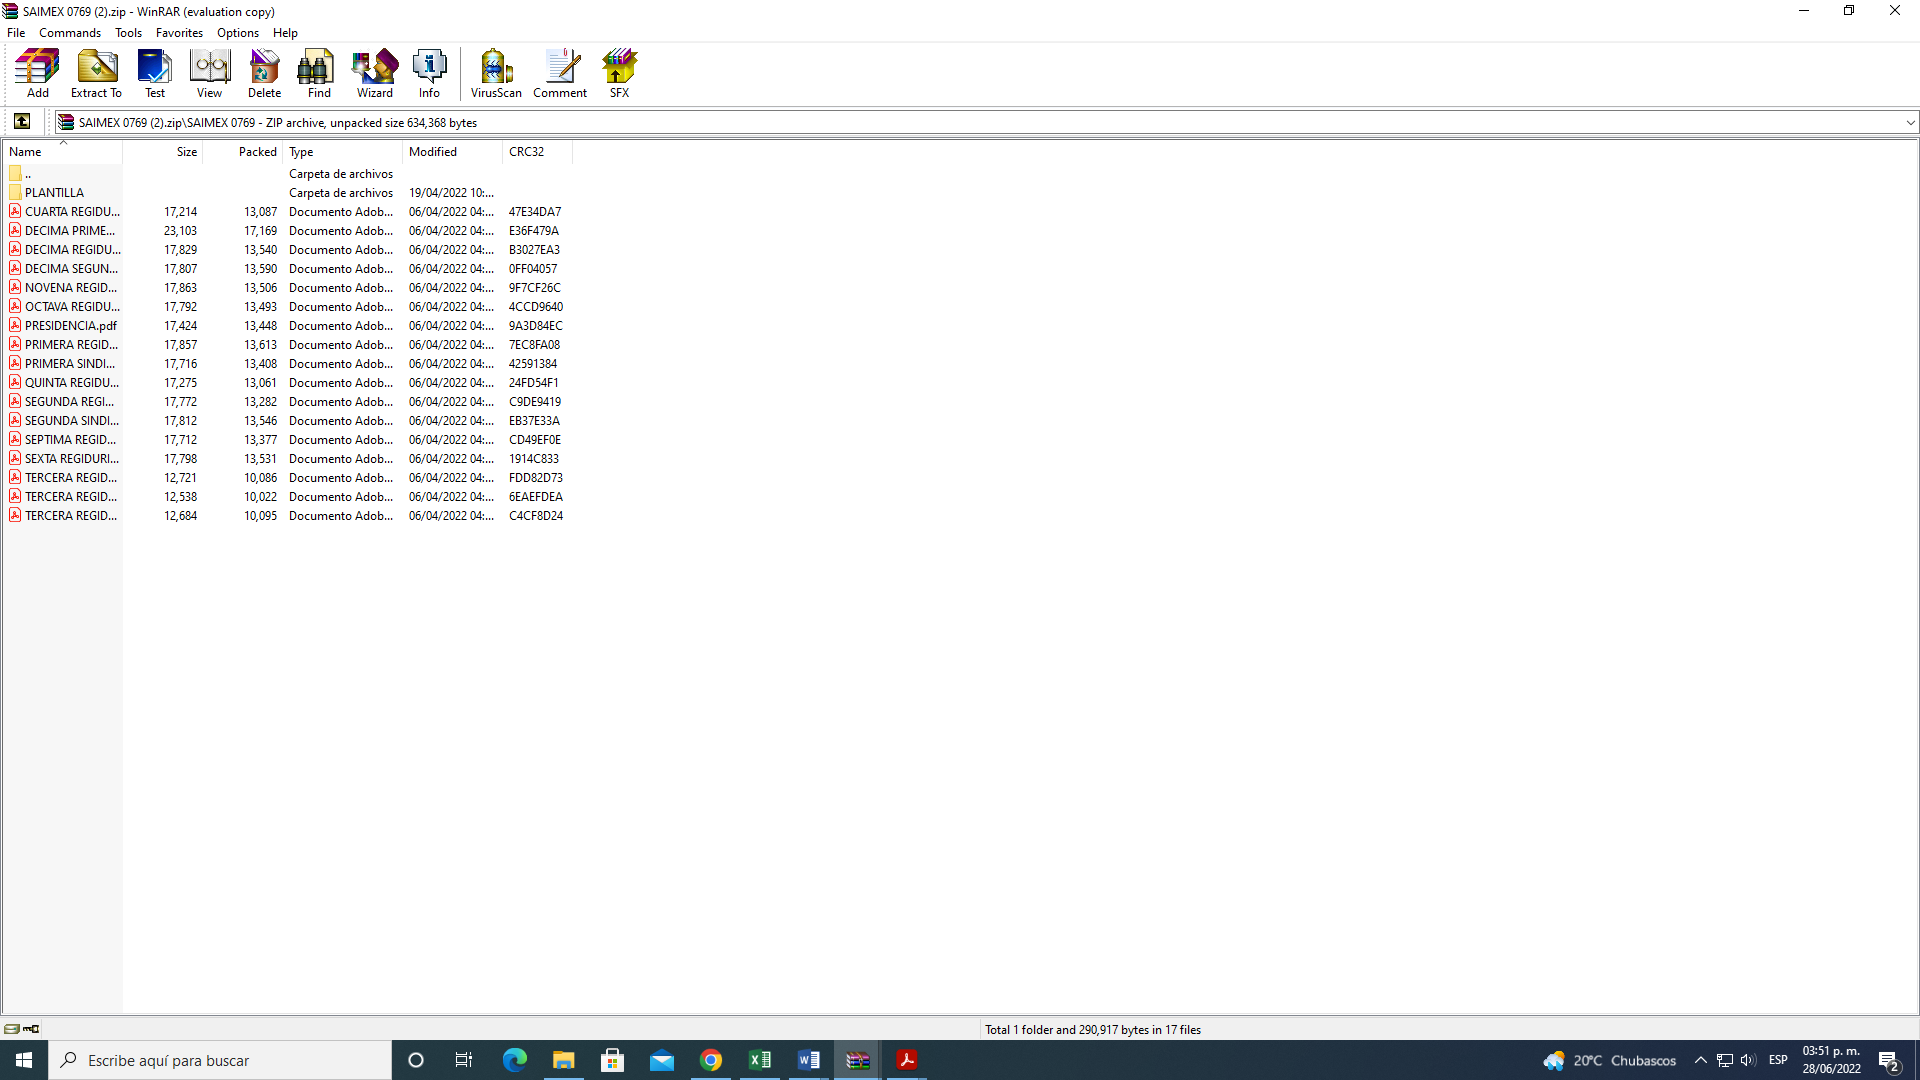 SAIMEX 0769 (2).zip - WinRAR (evaluation copy)
File Commands Tools Favorites Options Help
Add Extract To Test View Delete Find Wizard Info VirusScan Comment SFX
SAIMEX 0769 (2).zip\SAIMEX 0769 - ZIP archive, unpacked size 634,368 bytes
Name Size Packed Type Modified CRC32
.. Carpeta de archivos
PLANTILLA Carpeta de archivos 19/04/2022 10:...
CUARTA REGIDU... 17,214 13,087 Documento Adob... 06/04/2022 04:... 47E34DA7
DECIMA PRIME... 23,103 17,169 Documento Adob... 06/04/2022 04:... E36F479A
DECIMA REGIDU... 17,829 13,540 Documento Adob... 06/04/2022 04:... B3027EA3
DECIMA SEGUN... 17,807 13,590 Documento Adob... 06/04/2022 04:... 0FF04057
NOVENA REGID... 17,863 13,506 Documento Adob... 06/04/2022 04:... 9F7CF26C
OCTAVA REGIDU... 17,792 13,493 Documento Adob... 06/04/2022 04:... 4CCD9640
PRESIDENCIA.pdf 17,424 13,448 Documento Adob... 06/04/2022 04:... 9A3D84EC
PRIMERA REGID... 17,857 13,613 Documento Adob... 06/04/2022 04:... 7EC8FA08
PRIMERA SINDI... 17,716 13,408 Documento Adob... 06/04/2022 04:... 42591384
QUINTA REGIDU... 17,275 13,061 Documento Adob... 06/04/2022 04:... 24FD54F1
SEGUNDA REGI... 17,772 13,282 Documento Adob... 06/04/2022 04:... C9DE9419
SEGUNDA SINDI... 17,812 13,546 Documento Adob... 06/04/2022 04:... EB37E33A
SEPTIMA REGID... 17,712 13,377 Documento Adob... 06/04/2022 04:... CD49EF0E
SEXTA REGIDURI... 17,798 13,531 Documento Adob... 06/04/2022 04:... 1914C833
TERCERA REGID... 12,721 10,086 Documento Adob... 06/04/2022 04:... FDD82D73
TERCERA REGID... 12,538 10,022 Documento Adob... 06/04/2022 04:... 6EAEFDEA
TERCERA REGID... 12,684 10,095 Documento Adob... 06/04/2022 04:... C4CF8D24
Total 1 folder and 290,917 bytes in 17 files
Escribe aquí para buscar
20°C Chubascos
ESP
03:51 p. m.
28/06/2022
2